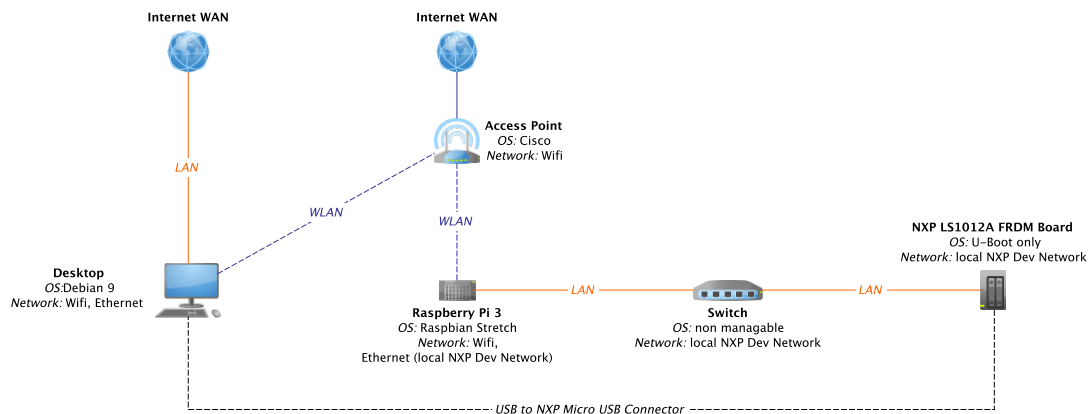 Internet WAN
Internet WAN
Access Point
OS: Cisco
Network: Wifi
LAN
WLAN
WLAN
NXP LS1012A FRDM Board
OS: U-Boot only
Network: local NXP Dev Network
Desktop
OS:Debian 9
Network: Wifi, Ethernet
LAN
LAN
Raspberry Pi 3
OS: Raspbian Stretch
Network: Wifi,
Ethernet (local NXP Dev Network)
Switch
OS: non managable
Network: local NXP Dev Network
USB to NXP Micro USB Connector